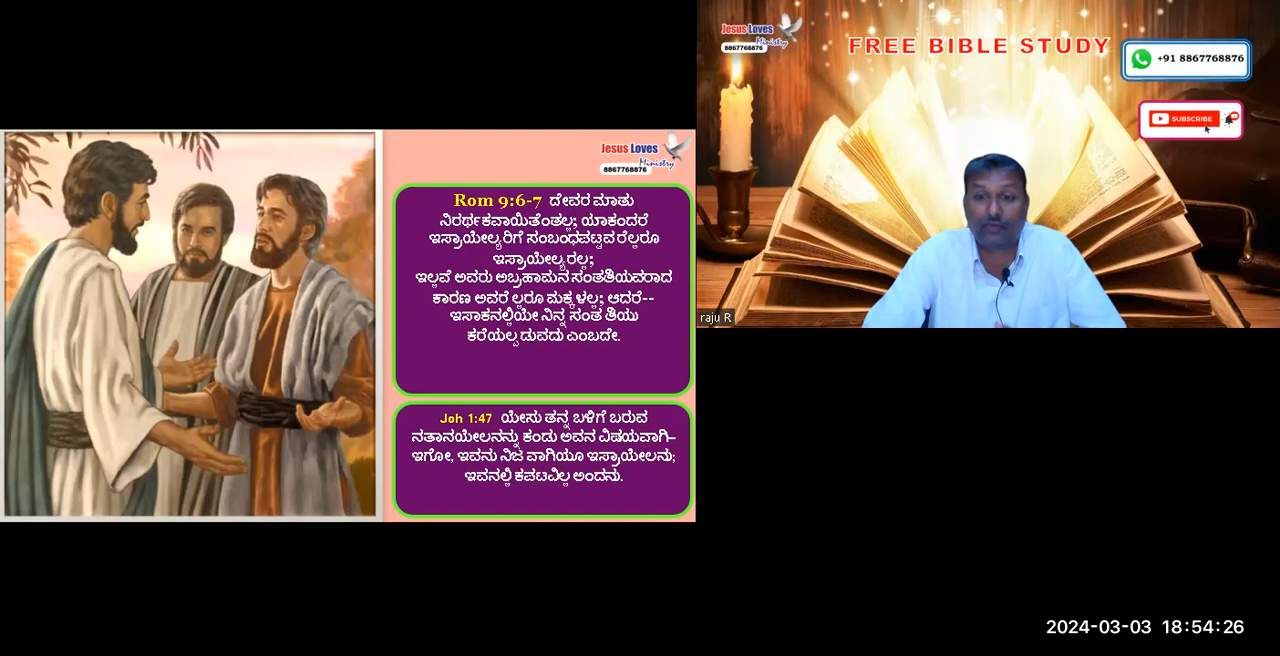 Jesus Loves
Ministry
8867768876
Rom 9:6-7 ದೇವರ ಮಾತು
ನಿರರ್ಥಕವಾಯಿತೆಂತಲ್ಲ; ಯಾಕಂದರೆ
ಇಸ್ರಾಯೇಲ್ಯರಿಗೆ ಸಂಬಂಧಪಟ್ಟವರೆಲ್ಲರೂ
ಇಸ್ರಾಯೇಲ್ಯರಲ್ಲ;
ಇಲ್ಲವೆ ಅವರು ಅಬ್ರಹಾಮನ ಸಂತತಿಯವರಾದ
ಕಾರಣ ಅವರೆಲ್ಲರೂ ಮಕ್ಕಳಲ್ಲ; ಆದರೆ--
ಇಸಾಕನಲ್ಲಿಯೇ ನಿನ್ನ ಸಂತತಿಯು
ಕರೆಯಲ್ಪಡುವದು ಎಂಬದೇ.
Joh 1:47 ಯೇಸು ತನ್ನ ಬಳಿಗೆ ಬರುವ
ನತಾನಯೇಲನನ್ನು ಕಂಡು ಅವನ ವಿಷಯವಾಗಿ–
ಇಗೋ, ಇವನು ನಿಜವಾಗಿಯೂ ಇಸ್ರಾಯೇಲನು;
ಇವನಲ್ಲಿ ಕಪಟವಿಲ್ಲ ಅಂದನು.
Jesus Loves
Ministry
8867768876
FREE BIBLE STUDY
+91 8867768876
SUBSCRIBE
raju R
2024-03-03 18:54:26